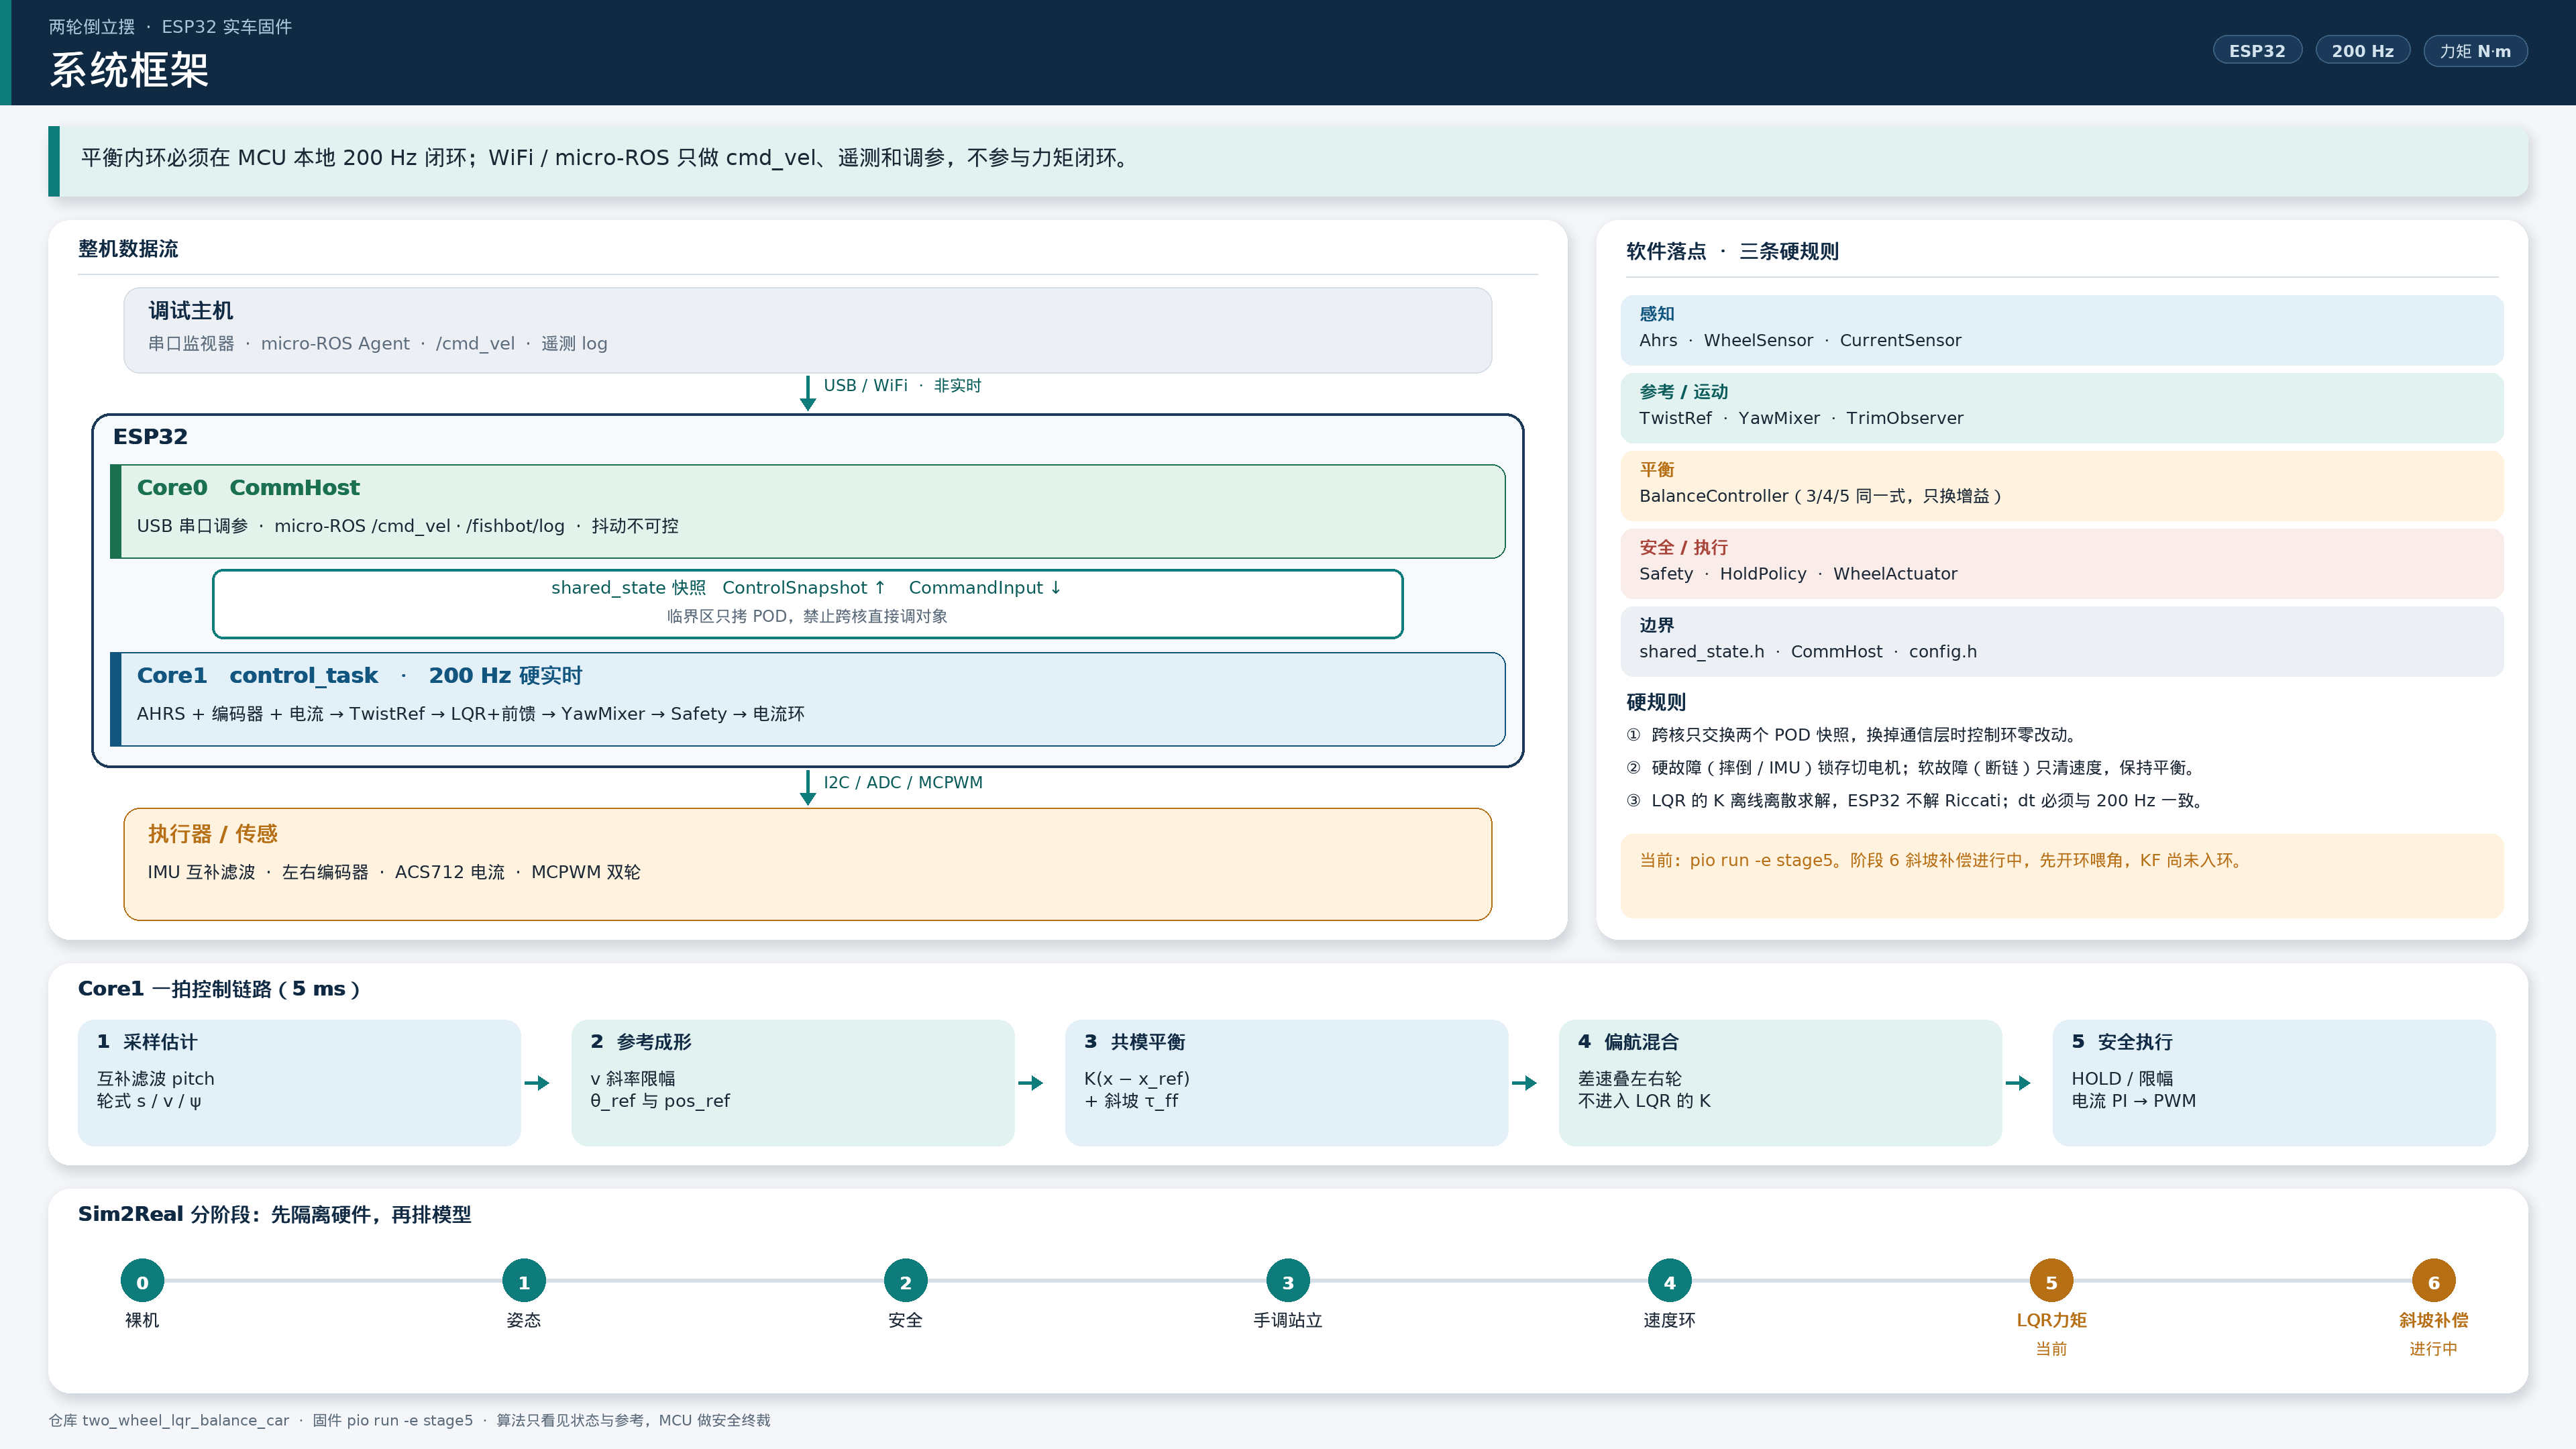 两轮倒立摆 · ESP32 实车固件
系统框架
ESP32
200 Hz
力矩 N·m
平衡内环必须在 MCU 本地 200 Hz 闭环；WiFi / micro-ROS 只做 cmd_vel、遥测和调参，不参与力矩闭环。
整机数据流
调试主机
串口监视器 · micro-ROS Agent · /cmd_vel · 遥测 log
USB / WiFi · 非实时
ESP32
Core0 CommHost
USB 串口调参 · micro-ROS /cmd_vel · /fishbot/log · 抖动不可控
shared_state 快照 ControlSnapshot ↑ CommandInput ↓
临界区只拷 POD，禁止跨核直接调对象
Core1 control_task · 200 Hz 硬实时
AHRS + 编码器 + 电流 → TwistRef → LQR+前馈 → YawMixer → Safety → 电流环
I2C / ADC / MCPWM
执行器 / 传感
IMU 互补滤波 · 左右编码器 · ACS712 电流 · MCPWM 双轮
软件落点 · 三条硬规则
感知
Ahrs · WheelSensor · CurrentSensor
参考 / 运动
TwistRef · YawMixer · TrimObserver
平衡
BalanceController（3/4/5 同一式，只换增益）
安全 / 执行
Safety · HoldPolicy · WheelActuator
边界
shared_state.h · CommHost · config.h
硬规则
① 跨核只交换两个 POD 快照，换掉通信层时控制环零改动。
② 硬故障（摔倒 / IMU）锁存切电机；软故障（断链）只清速度，保持平衡。
③ LQR 的 K 离线离散求解，ESP32 不解 Riccati；dt 必须与 200 Hz 一致。
当前：pio run -e stage5。阶段 6 斜坡补偿进行中，先开环喂角，KF 尚未入环。
Core1 一拍控制链路（5 ms）
1 采样估计
互补滤波 pitch
轮式 s / v / ψ
2 参考成形
v 斜率限幅
θ_ref 与 pos_ref
3 共模平衡
K(x − x_ref)
+ 斜坡 τ_ff
4 偏航混合
差速叠左右轮
不进入 LQR 的 K
5 安全执行
HOLD / 限幅
电流 PI → PWM
Sim2Real 分阶段：先隔离硬件，再排模型
0
裸机
1
姿态
2
安全
3
手调站立
4
速度环
5
LQR力矩
当前
6
斜坡补偿
进行中
仓库 two_wheel_lqr_balance_car · 固件 pio run -e stage5 · 算法只看见状态与参考，MCU 做安全终裁